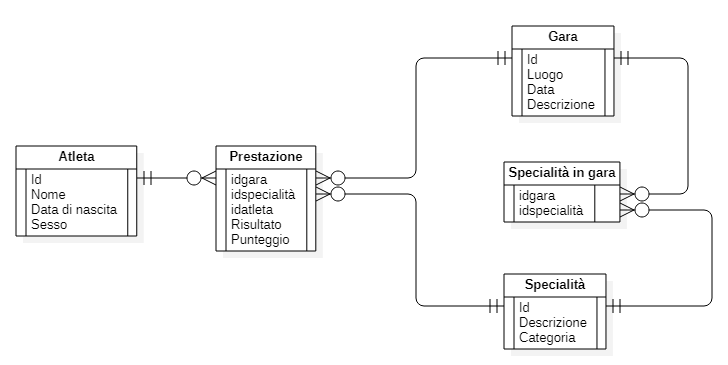 Atleta
Id
Nome
Data di nascita
Sesso
Prestazione
idgara
idspecialità
idatleta
Risultato
Punteggio
Gara
Id
Luogo
Data
Descrizione
Specialità in gara
idgara
idspecialità
Specialità
Id
Descrizione
Categoria